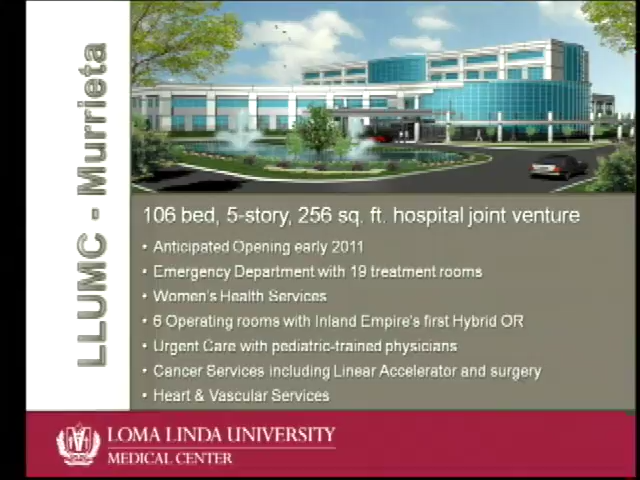 LLUMC - Murrieta
106 bed, 5-story, 256 sq. ft. hospital joint venture
• Anticipated Opening early 2011
• Emergency Department with 19 treatment rooms
• Women's Health Services
• 6 Operating rooms with Inland Empire's first Hybrid OR
• Urgent Care with pediatric-trained physicians
• Cancer Services including Linear Accelerator and surgery
• Heart & Vascular Services
LOMA LINDA UNIVERSITY
MEDICAL CENTER